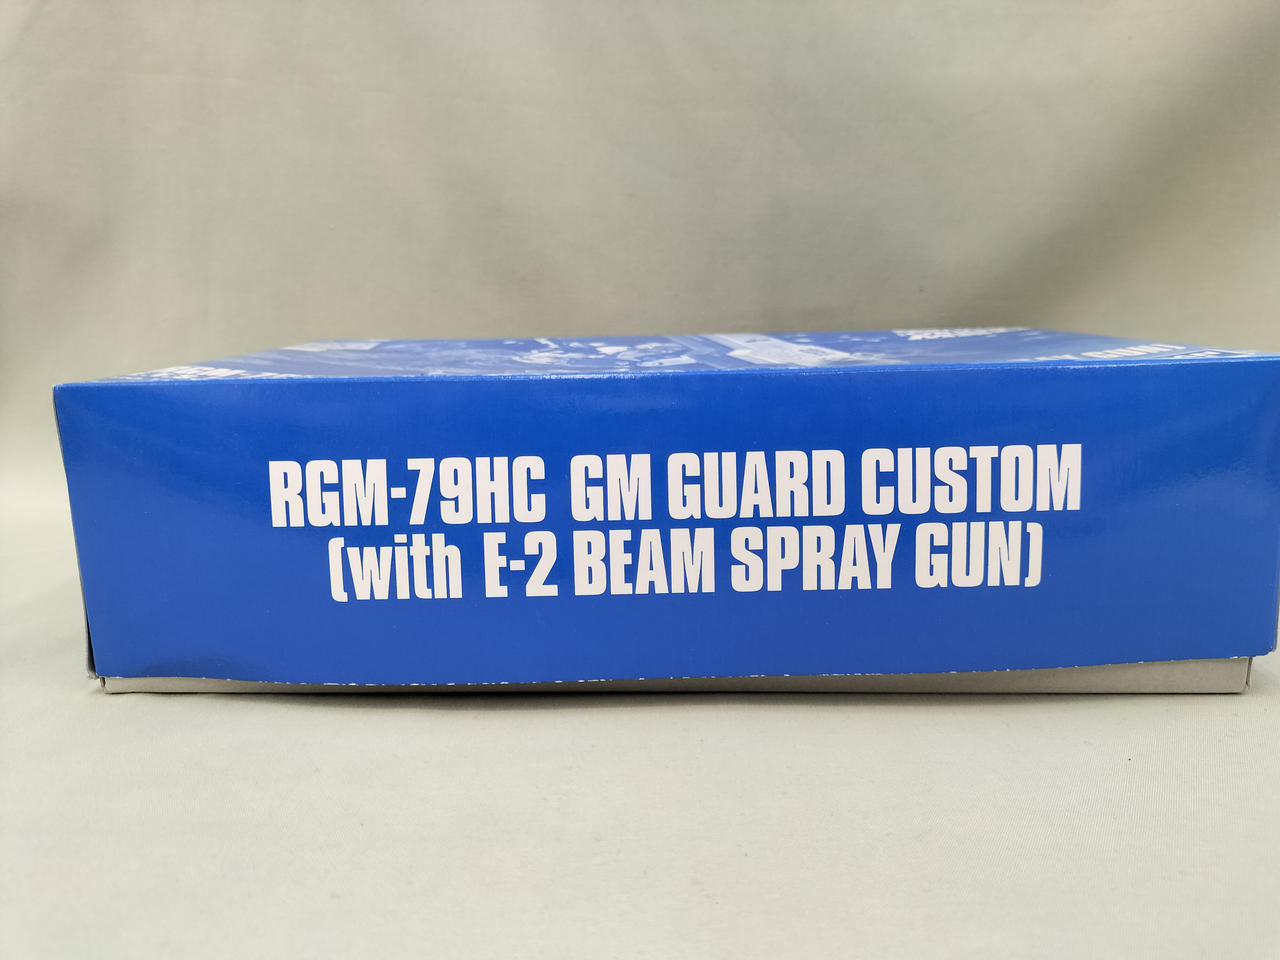 RGM-79HC GM GUARD CUSTOM
(with E-2 BEAM SPRAY GUN)